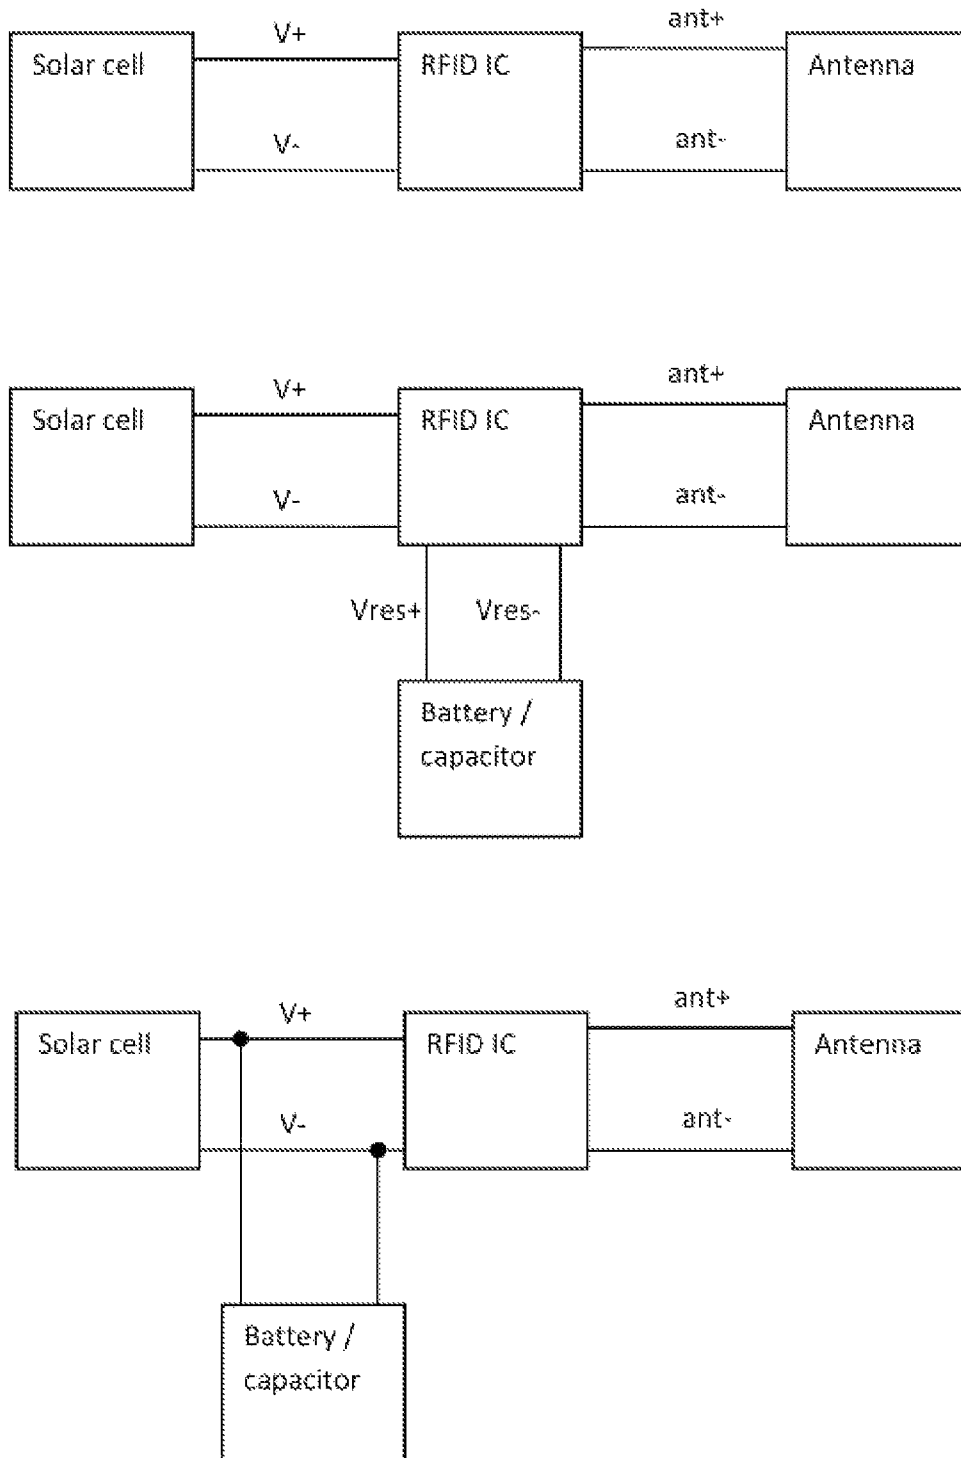 V+
ant+
Solar cell
RFID IC
Antenna
V-
ant-
V+
ant+
Solar cell
RFID IC
Antenna
V-
ant-
Vres+
Vres-
Battery /
capacitor
V+
ant+
Solar cell
RFID IC
Antenna
V-
ant-
Battery /
capacitor